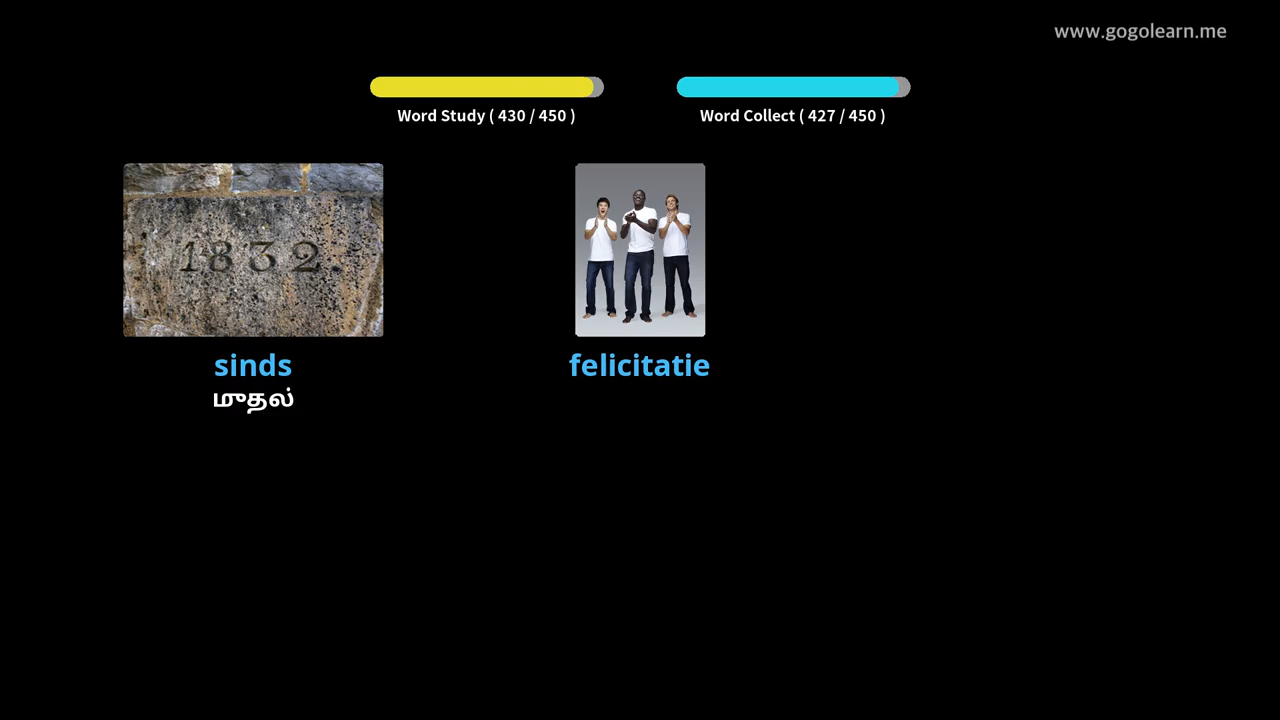 www.gogolearn.me
Word Study ( 430 / 450 )
Word Collect ( 427 / 450 )
1832
sinds
felicitatie
முதல்